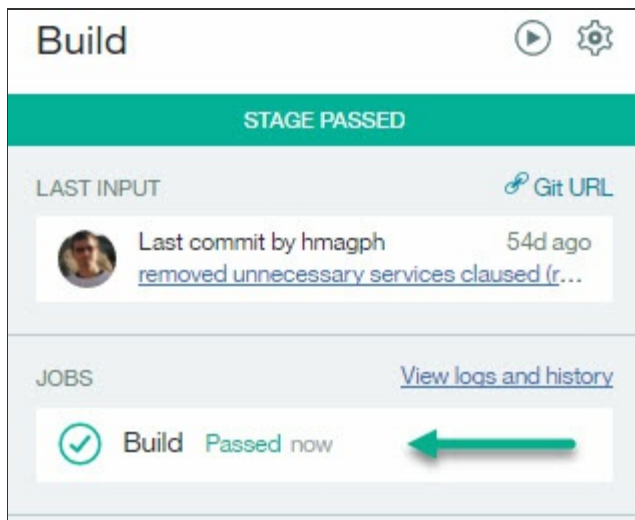 Build
STAGE PASSED
LAST INPUT Git URL
Last commit by hmagph 54d ago
removed unnecessary services claused (r...
JOBS View logs and history
Build Passed now